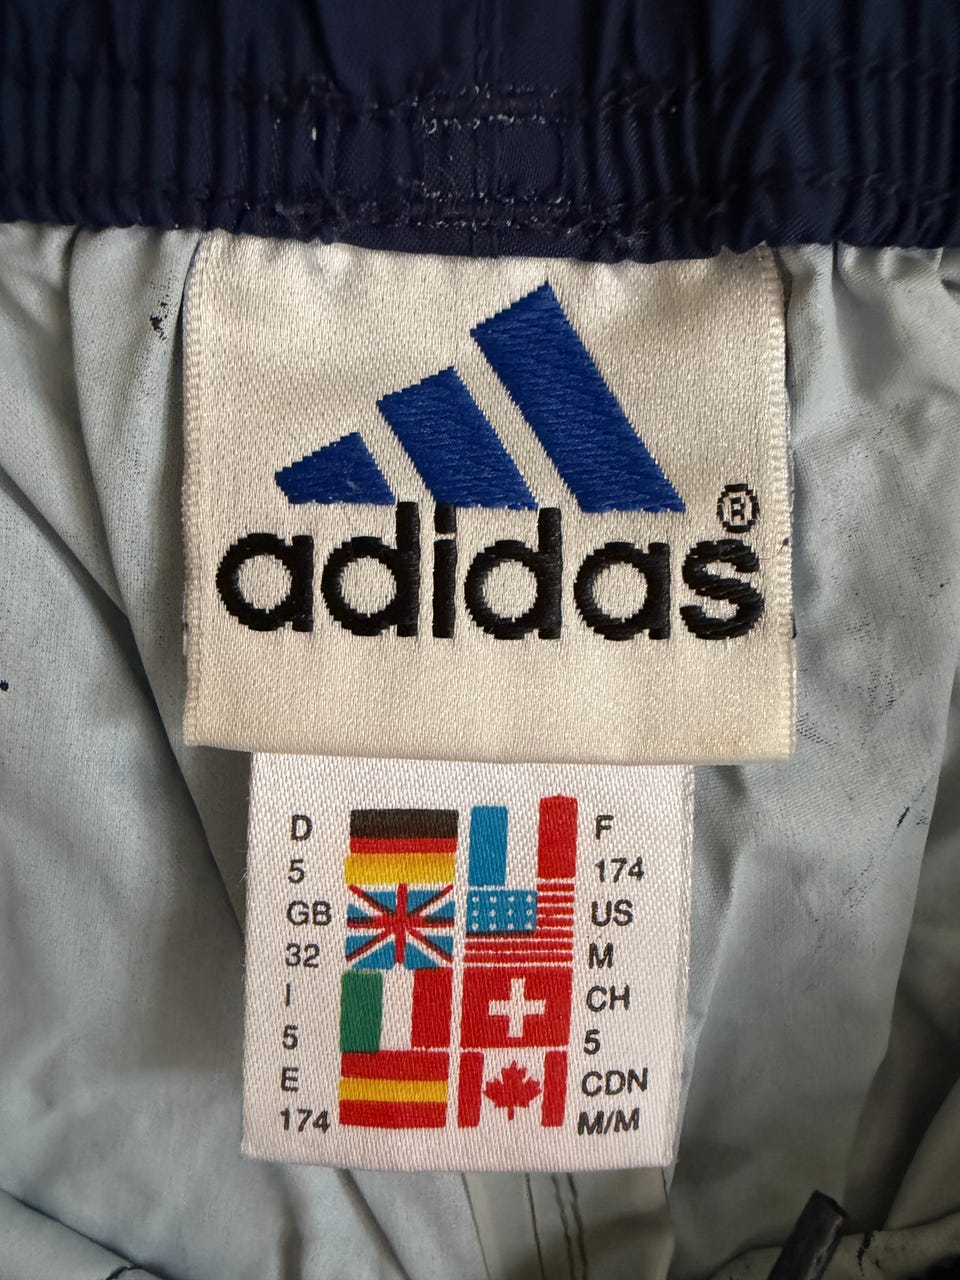 adidas®
D
5
GB
32
I
5
E
174
F
174
US
M
CH
5
CDN
M/M